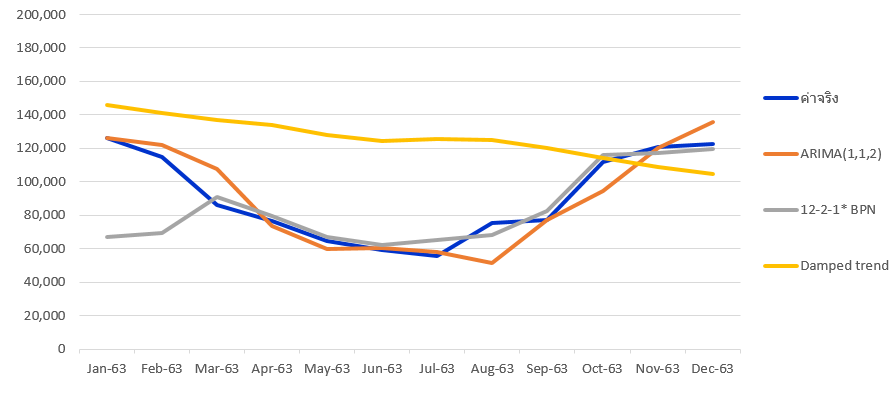 200,000
180,000
160,000
140,000
120,000
100,000
80,000
60,000
40,000
20,000
0
Jan-63 Feb-63 Mar-63 Apr-63 May-63 Jun-63 Jul-63 Aug-63 Sep-63 Oct-63 Nov-63 Dec-63
ค่าจริง
ARIMA(1,1,2)
12-2-1* BPN
Damped trend